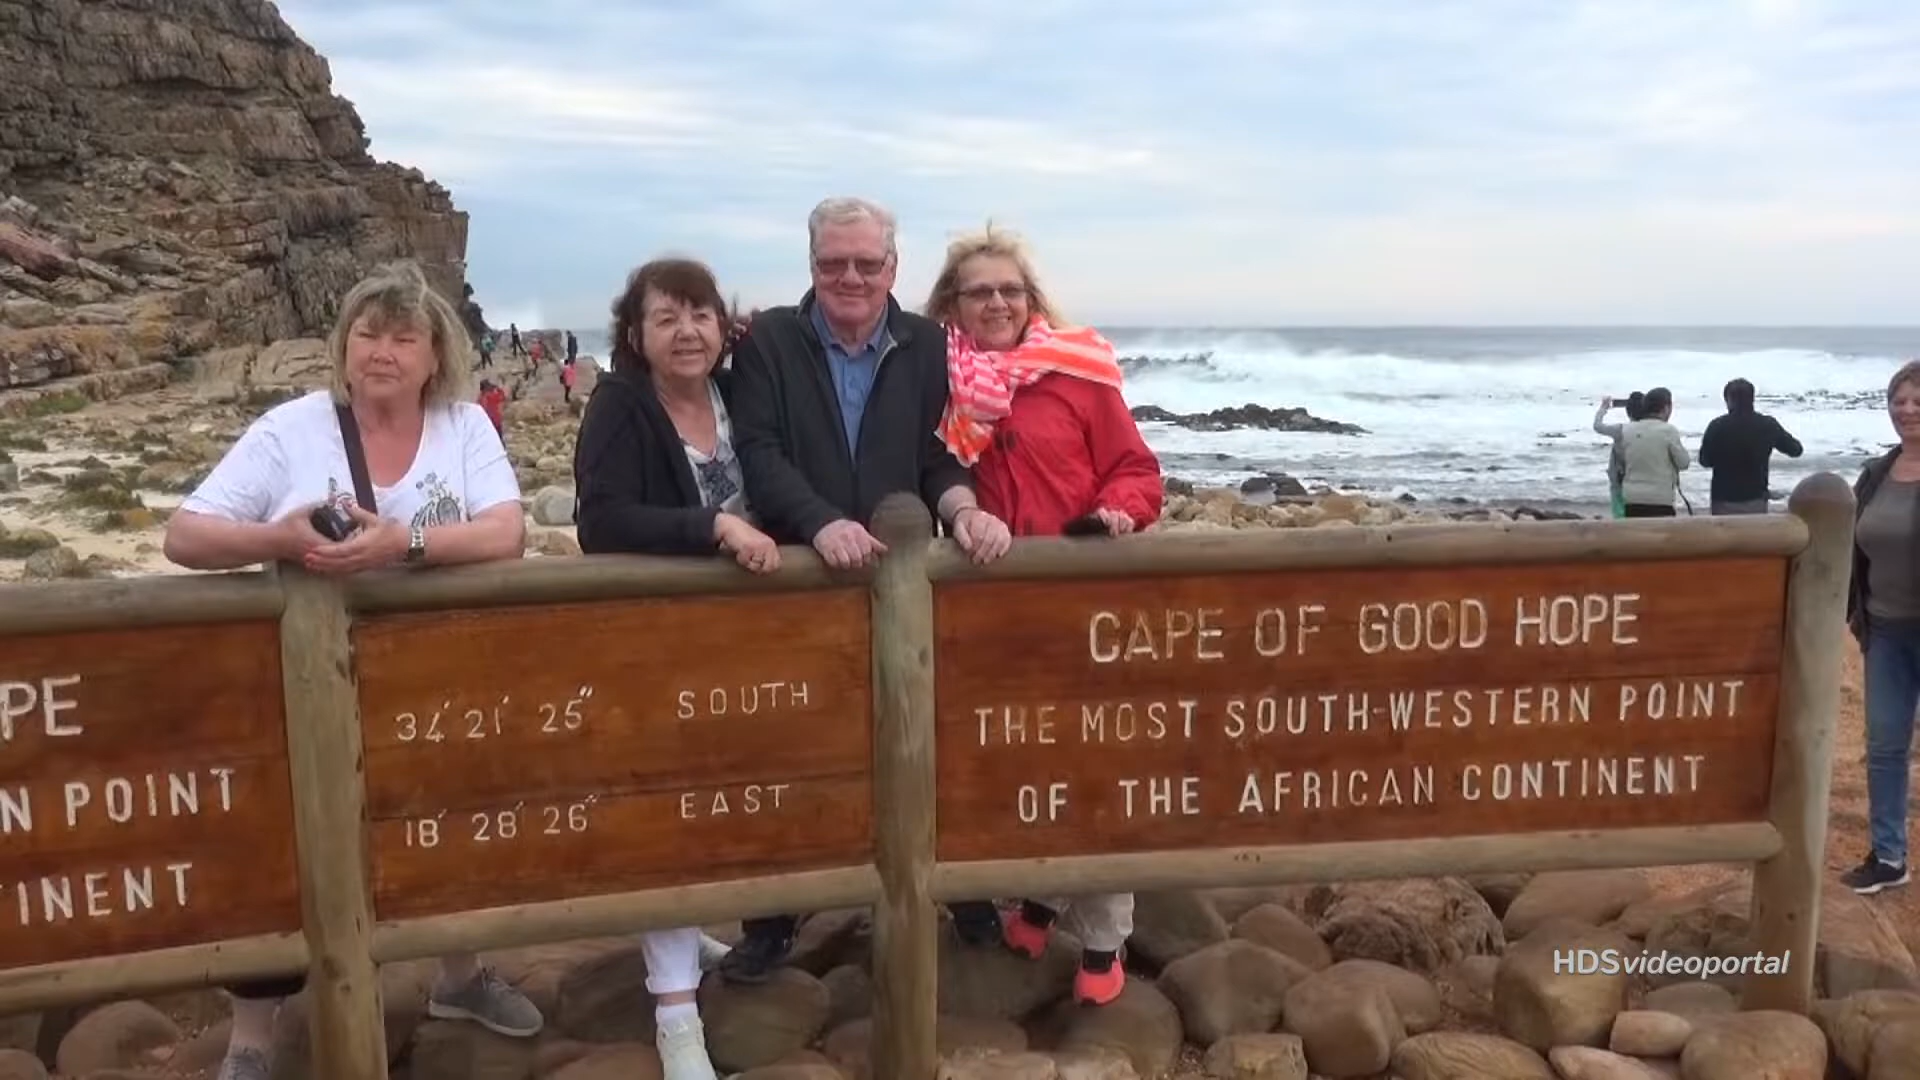 PE
N POINT
TINENT
34° 21' 25" SOUTH
18° 28' 26" EAST
CAPE OF GOOD HOPE
THE MOST SOUTH-WESTERN POINT
OF THE AFRICAN CONTINENT
HDSvideoportal